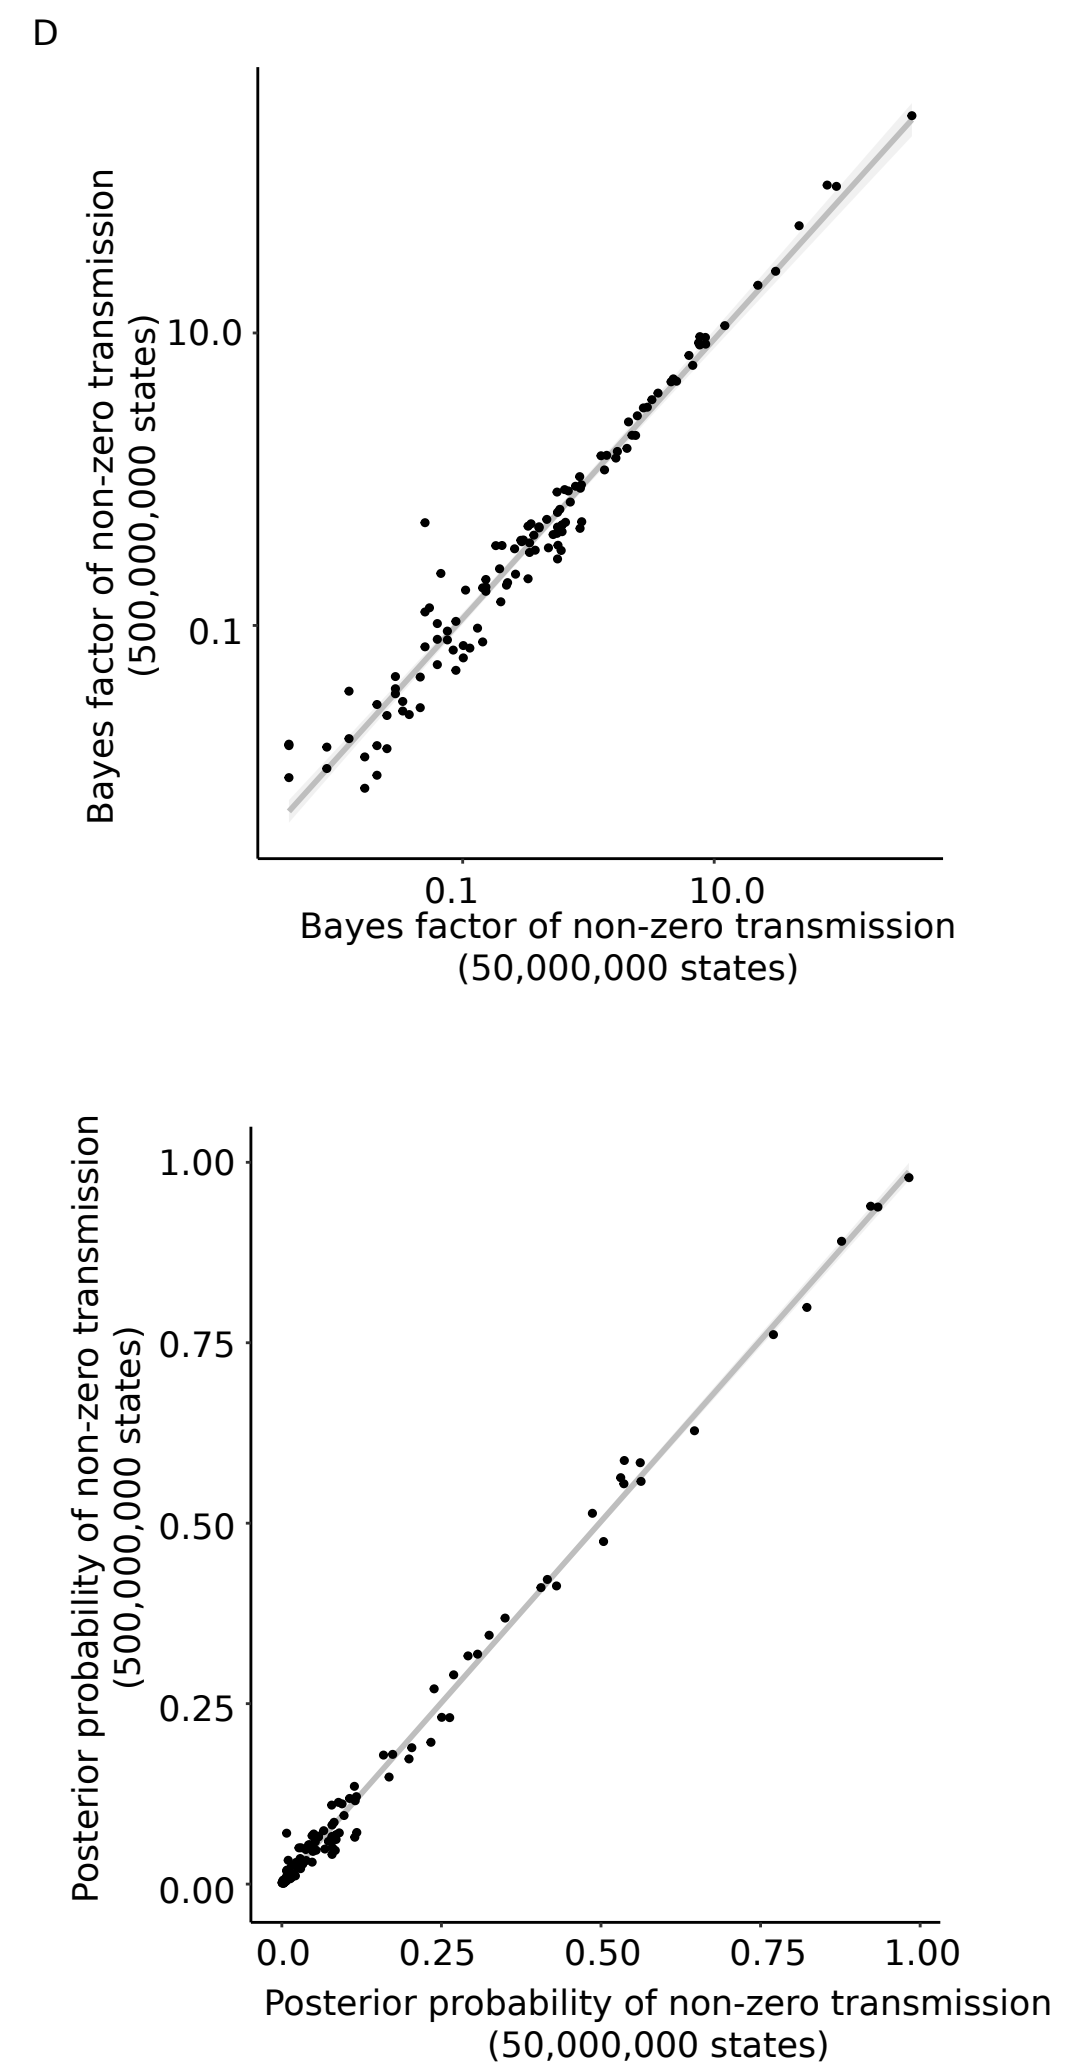 D
Bayes factor of non-zero transmission
(500,000,000 states)
10.0
0.1
0.1 10.0
Bayes factor of non-zero transmission
(50,000,000 states)
Posterior probability of non-zero transmission
(500,000,000 states)
1.00
0.75
0.50
0.25
0.00
0.0 0.25 0.50 0.75 1.00
Posterior probability of non-zero transmission
(50,000,000 states)